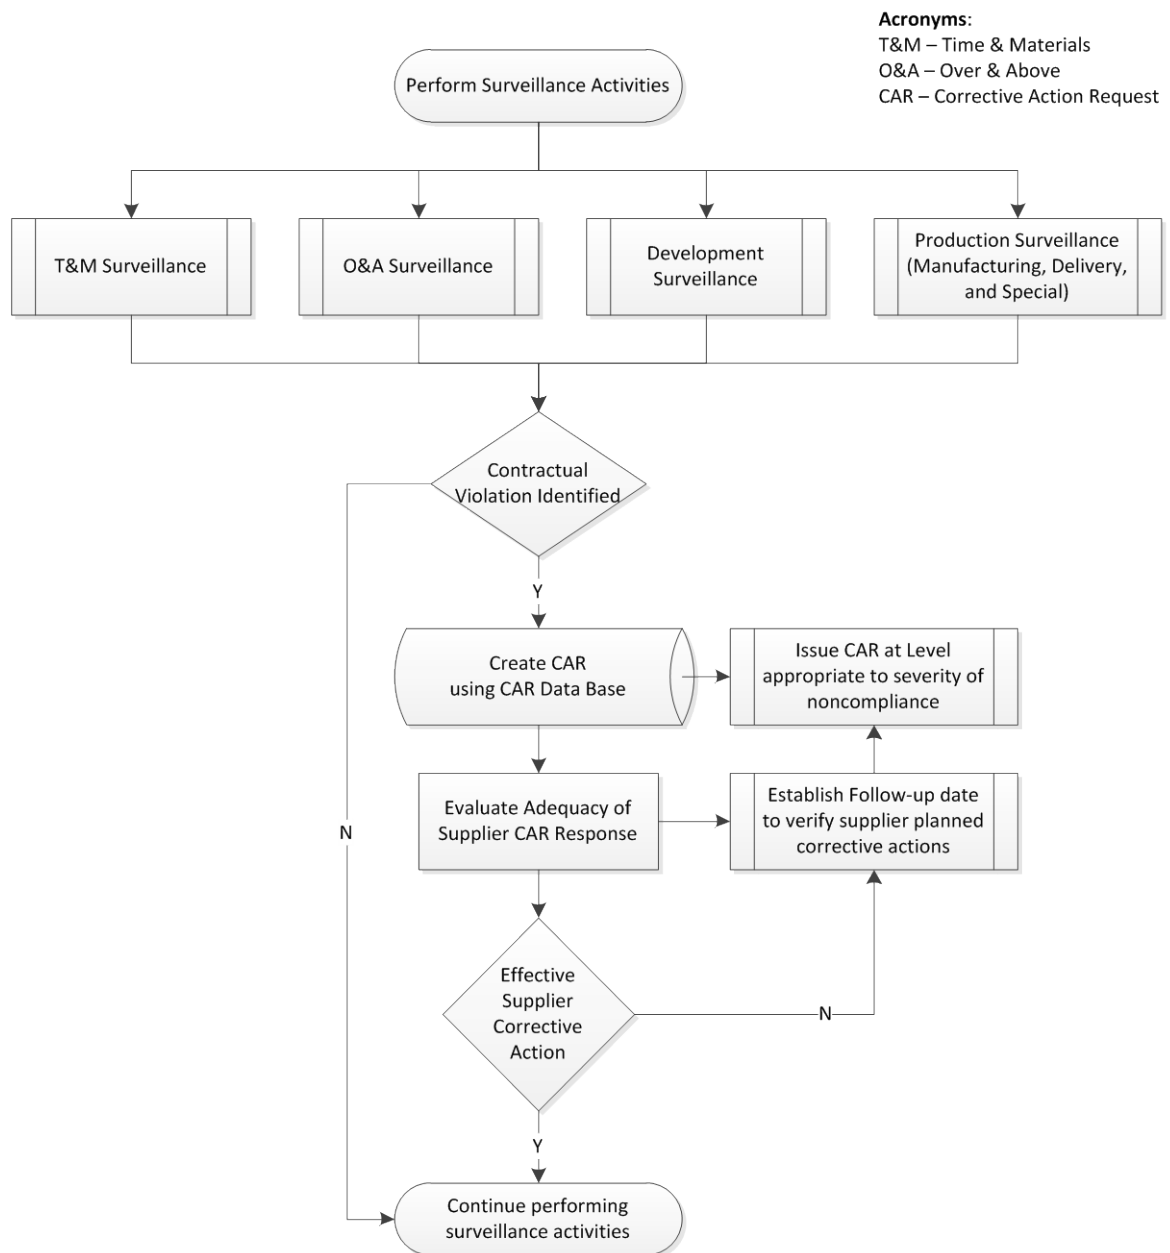 Acronyms:
T&M – Time & Materials
O&A – Over & Above
CAR – Corrective Action Request
Perform Surveillance Activities
T&M Surveillance
O&A Surveillance
Development
Surveillance
Production Surveillance
(Manufacturing, Delivery,
and Special)
Contractual
Violation Identified
Y
Create CAR
using CAR Data Base
Issue CAR at Level
appropriate to severity of
noncompliance
Evaluate Adequacy of
Supplier CAR Response
Establish Follow-up date
to verify supplier planned
corrective actions
N
Effective
Supplier
Corrective
Action
N
Y
Continue performing
surveillance activities